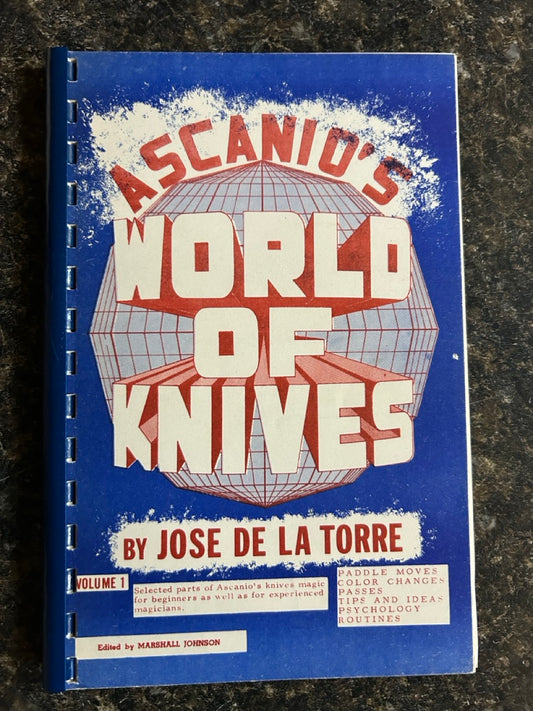 ASCANIO'S
WORLD
OF
KNIVES
BY JOSE DE LA TORRE
VOLUME 1
Selected parts of Ascanio's knives magic
for beginners as well as for experienced
magicians.
PADDLE MOVES
COLOR CHANGES
PASSES
TIPS AND IDEAS
PSYCHOLOGY
ROUTINES
Edited by MARSHALL JOHNSON